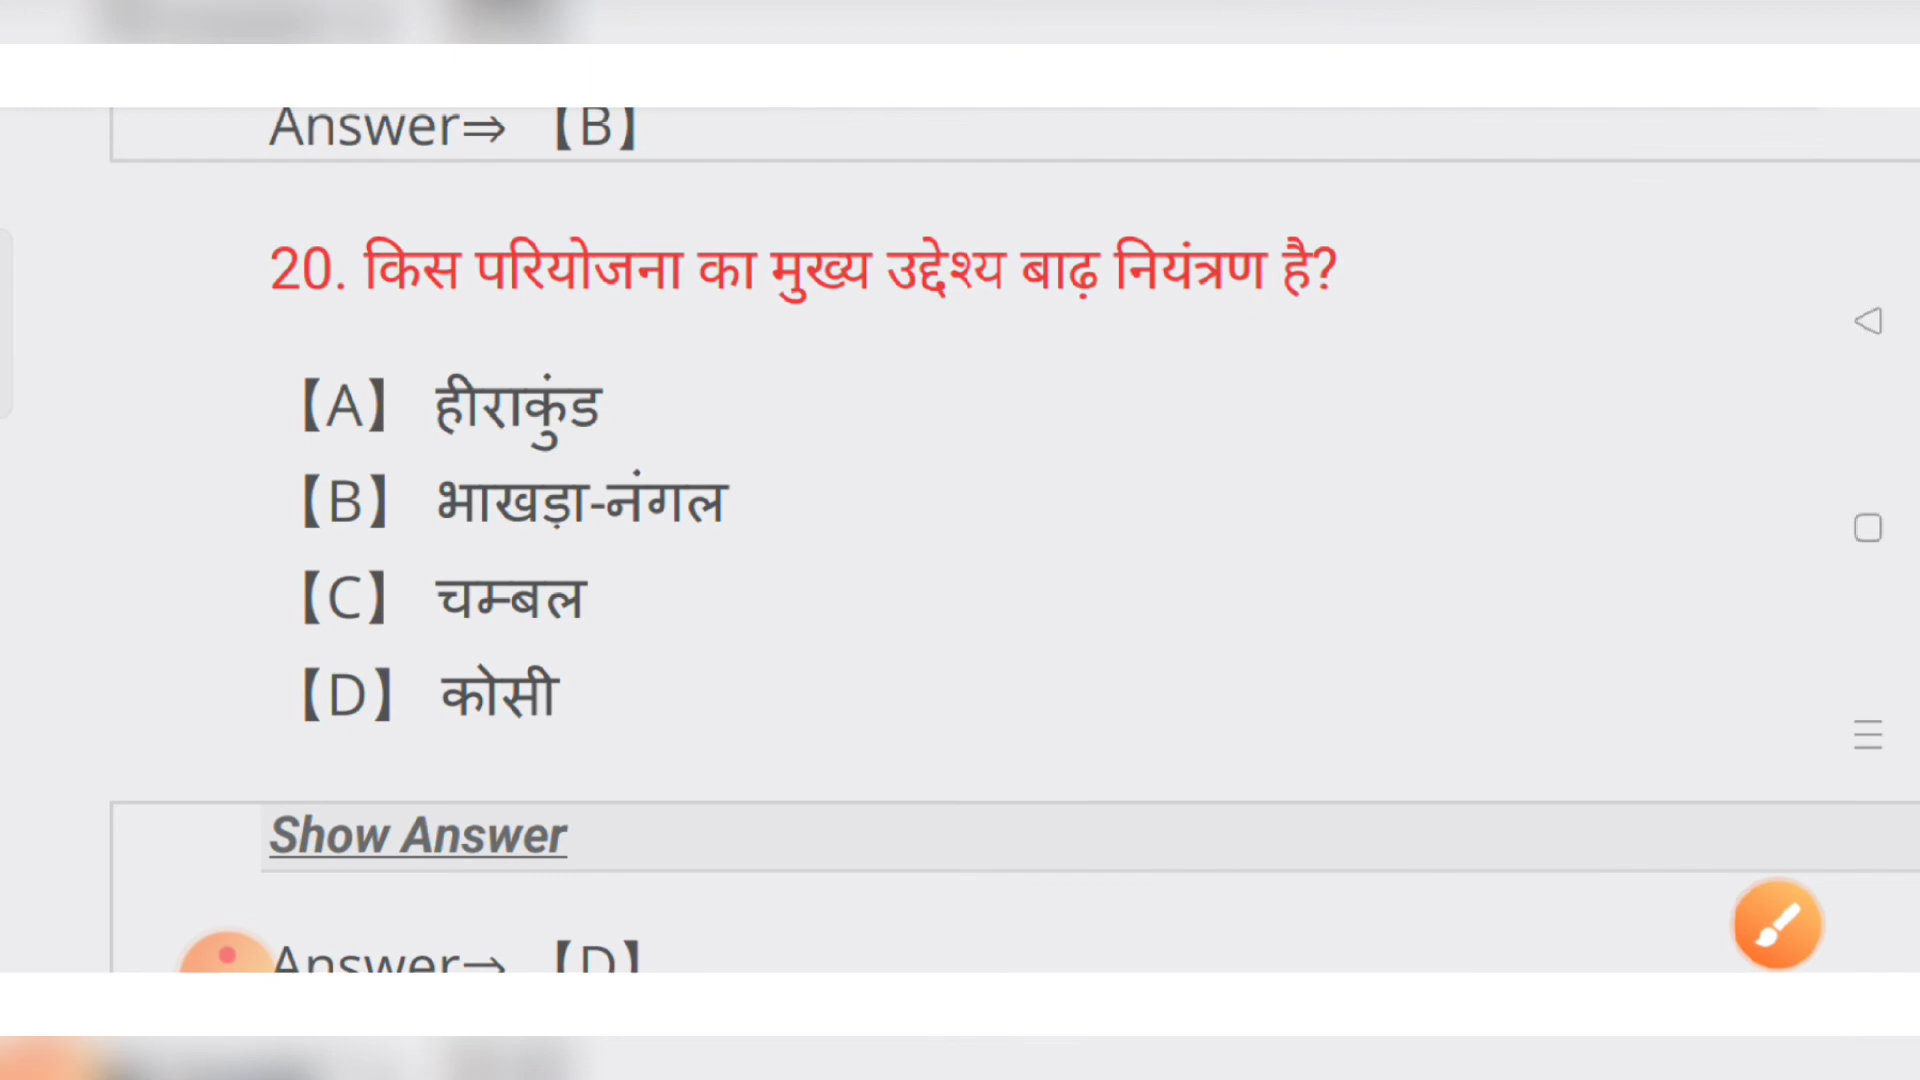 Answer⇒ 【B】
20. किस परियोजना का मुख्य उद्देश्य बाढ़ नियंत्रण है?
【A】 हीराकुंड
【B】 भाखड़ा-नंगल
【C】 चम्बल
【D】 कोसी
Show Answer
Answer⇒ 【D】